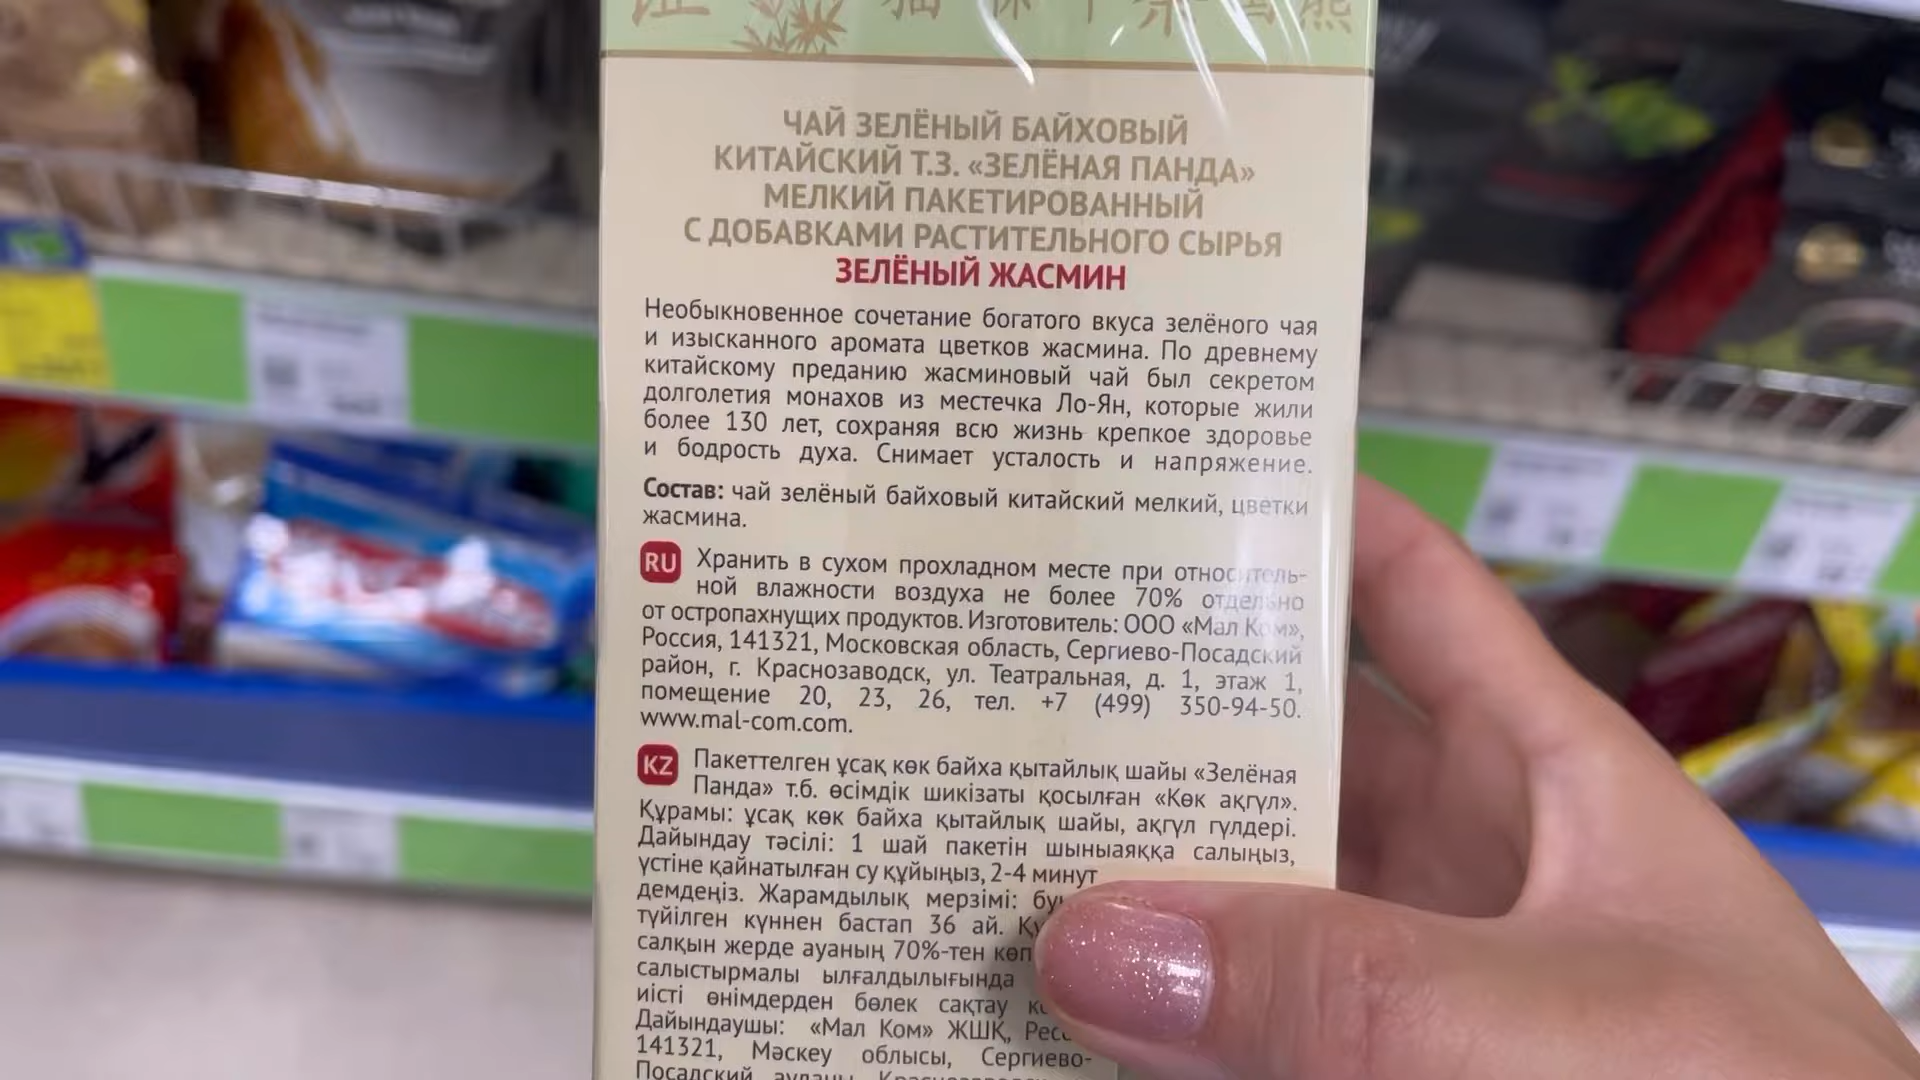 ЧАЙ ЗЕЛЁНЫЙ БАЙХОВЫЙ
КИТАЙСКИЙ Т.З. «ЗЕЛЁНАЯ ПАНДА»
МЕЛКИЙ ПАКЕТИРОВАННЫЙ
С ДОБАВКАМИ РАСТИТЕЛЬНОГО СЫРЬЯ
ЗЕЛЁНЫЙ ЖАСМИН
Необыкновенное сочетание богатого вкуса зелёного чая
и изысканного аромата цветков жасмина. По древнему
китайскому преданию жасминовый чай был секретом
долголетия монахов из местечка Ло-Ян, которые жили
более 130 лет, сохраняя всю жизнь крепкое здоровье
и бодрость духа. Снимает усталость и напряжение.
Состав: чай зелёный байховый китайский мелкий, цветки
жасмина.
RU Хранить в сухом прохладном месте при относитель-
ной влажности воздуха не более 70% отдельно
от остропахнущих продуктов. Изготовитель: ООО «Мал Ком»,
Россия, 141321, Московская область, Сергиево-Посадский
район, г. Краснозаводск, ул. Театральная, д. 1, этаж 1,
помещение 20, 23, 26, тел. +7 (499) 350-94-50.
www.mal-com.com.
KZ Пакеттелген ұсақ көк байха қытайлық шайы «Зелёная
Панда» т.б. өсімдік шикізаты қосылған «Көк ақгүл».
Құрамы: ұсақ көк байха қытайлық шайы, ақгүл гүлдері.
Дайындау тәсілі: 1 шай пакетін шыныаяққа салыңыз,
үстіне қайнатылған су құйыңыз, 2-4 минут
демдеңіз. Жарамдылық мерзімі:
түйілген күннен бастап 36 ай.
салқын жерде ауаның 70%-тен көп
салыстырмалы ылғалдылығында
иісті өнімдерден бөлек сақтау
Дайындаушы: «Мал Ком» ЖШҚ,
141321, Мәскеу облысы, Сергиево-
Посадский ауданы,